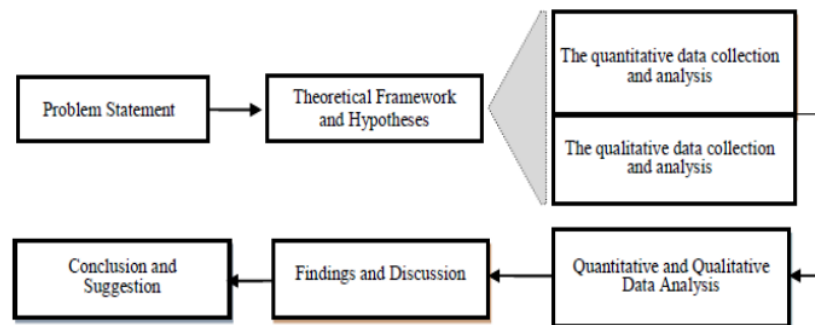 The quantitative data collection
and analysis
Problem Statement
Theoretical Framework
and Hypotheses
The qualitative data collection
and analysis
Conclusion and
Suggestion
Findings and Discussion
Quantitative and Qualitative
Data Analysis